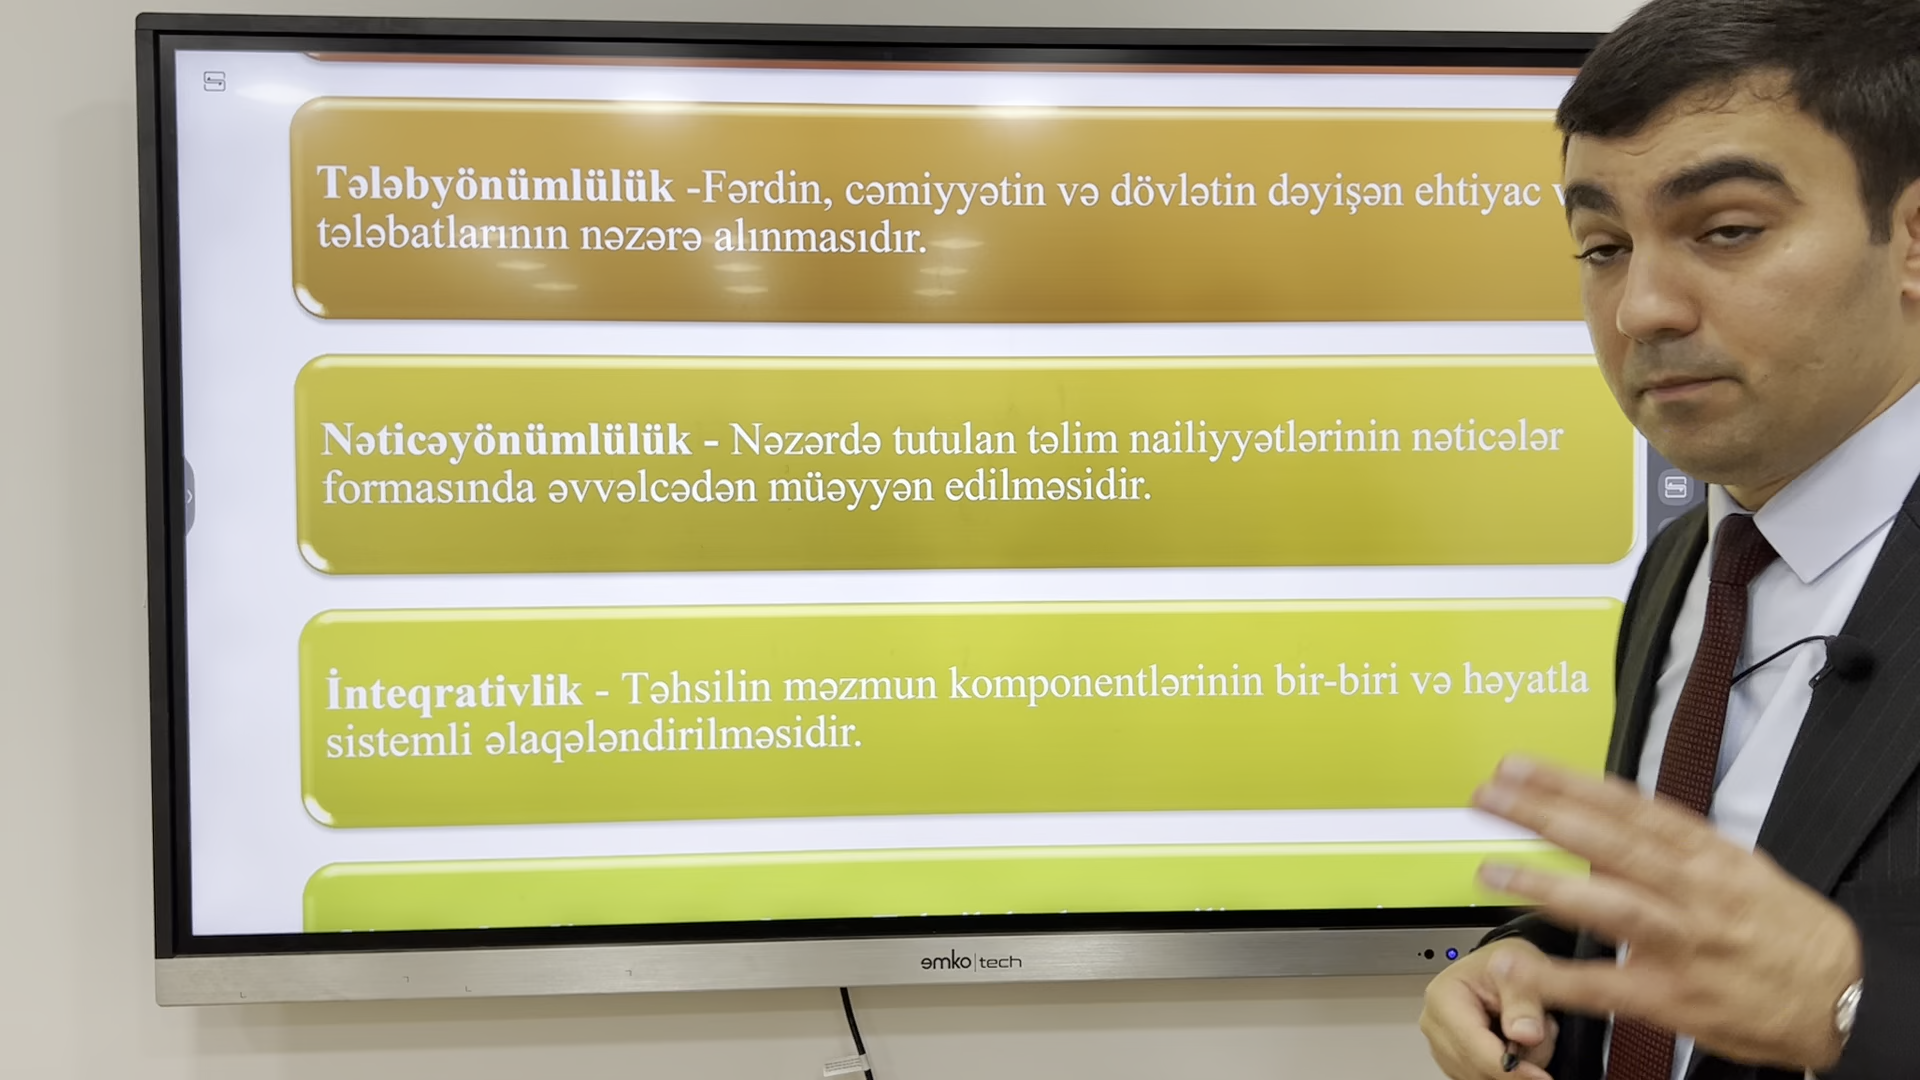 Tələbyönümlülük -Fərdin, cəmiyyətin və dövlətin dəyişən ehtiyac
tələbatlarının nəzərə alınmasıdır.
Nəticəyönümlülük - Nəzərdə tutulan təlim nailiyyətlərinin nəticələr
formasında əvvəlcədən müəyyən edilməsidir.
İnteqrativlik - Təhsilin məzmun komponentlərinin bir-biri və həyatla
sistemli əlaqələndirilməsidir.
emko|tech